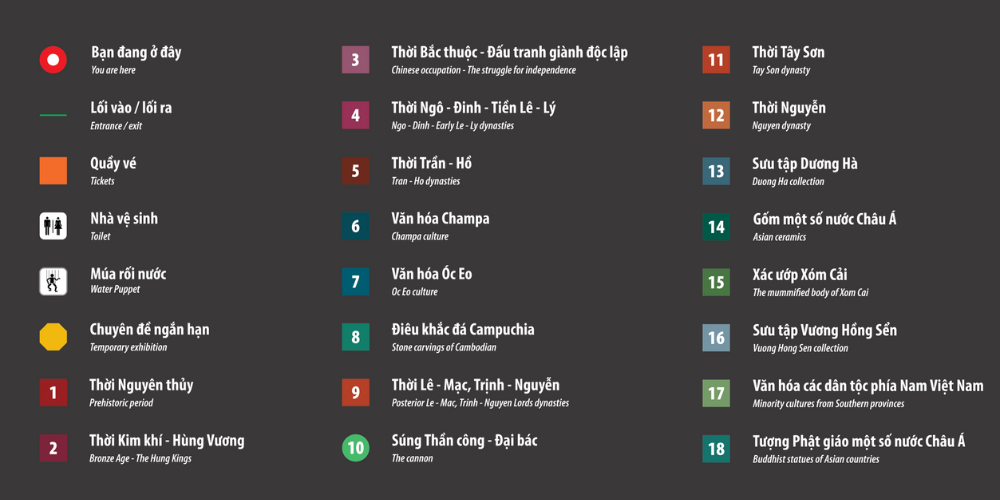 Bạn đang ở đây
You are here
Lối vào / lối ra
Entrance / exit
Quầy vé
Tickets
Nhà vệ sinh
Toilet
Múa rối nước
Water Puppet
Chuyên đề ngắn hạn
Temporary exhibition
1 Thời Nguyên thủy
Prehistoric period
2 Thời Kim khí - Hùng Vương
Bronze Age - The Hung Kings
3 Thời Bắc thuộc - Đấu tranh giành độc lập
Chinese occupation - The struggle for independence
4 Thời Ngô - Đinh - Tiền Lê - Lý
Ngo - Dinh - Early Le - Ly dynasties
5 Thời Trần - Hồ
Tran - Ho dynasties
6 Văn hóa Champa
Champa culture
7 Văn hóa Óc Eo
Oc Eo culture
8 Điêu khắc đá Campuchia
Stone carvings of Cambodian
9 Thời Lê - Mạc, Trịnh - Nguyễn
Posterior Le - Mac, Trinh - Nguyen Lords dynasties
10 Súng Thần công - Đại bác
The cannon
11 Thời Tây Sơn
Tay Son dynasty
12 Thời Nguyễn
Nguyen dynasty
13 Sưu tập Dương Hà
Duong Ha collection
14 Gốm một số nước Châu Á
Asian ceramics
15 Xác ướp Xóm Cải
The mummified body of Xom Cai
16 Sưu tập Vương Hồng Sển
Vuong Hong Sen collection
17 Văn hóa các dân tộc phía Nam Việt Nam
Minority cultures from Southern provinces
18 Tượng Phật giáo một số nước Châu Á
Buddhist statues of Asian countries